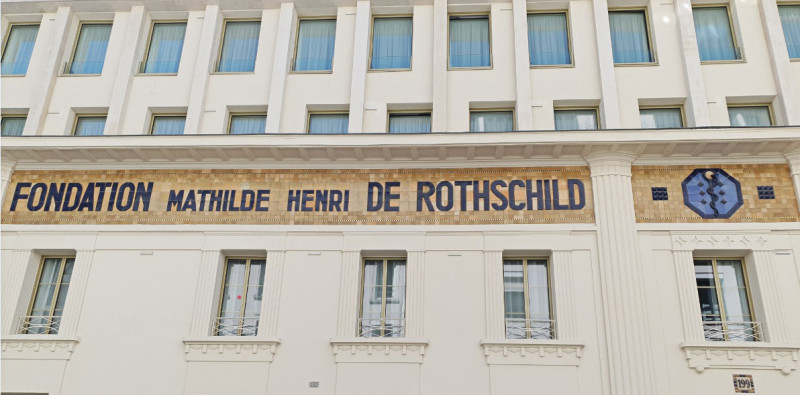 FONDATION MATHILDE HENRI DE ROTHSCHILD
199